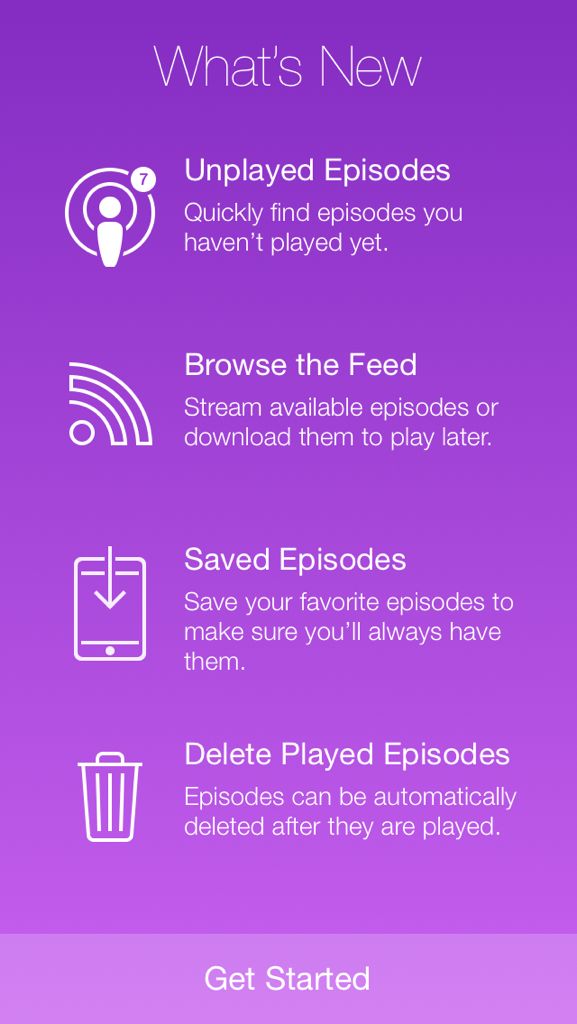 What's New
7
Unplayed Episodes
Quickly find episodes you
haven't played yet.
Browse the Feed
Stream available episodes or
download them to play later.
Saved Episodes
Save your favorite episodes to
make sure you'll always have
them.
Delete Played Episodes
Episodes can be automatically
deleted after they are played.
Get Started